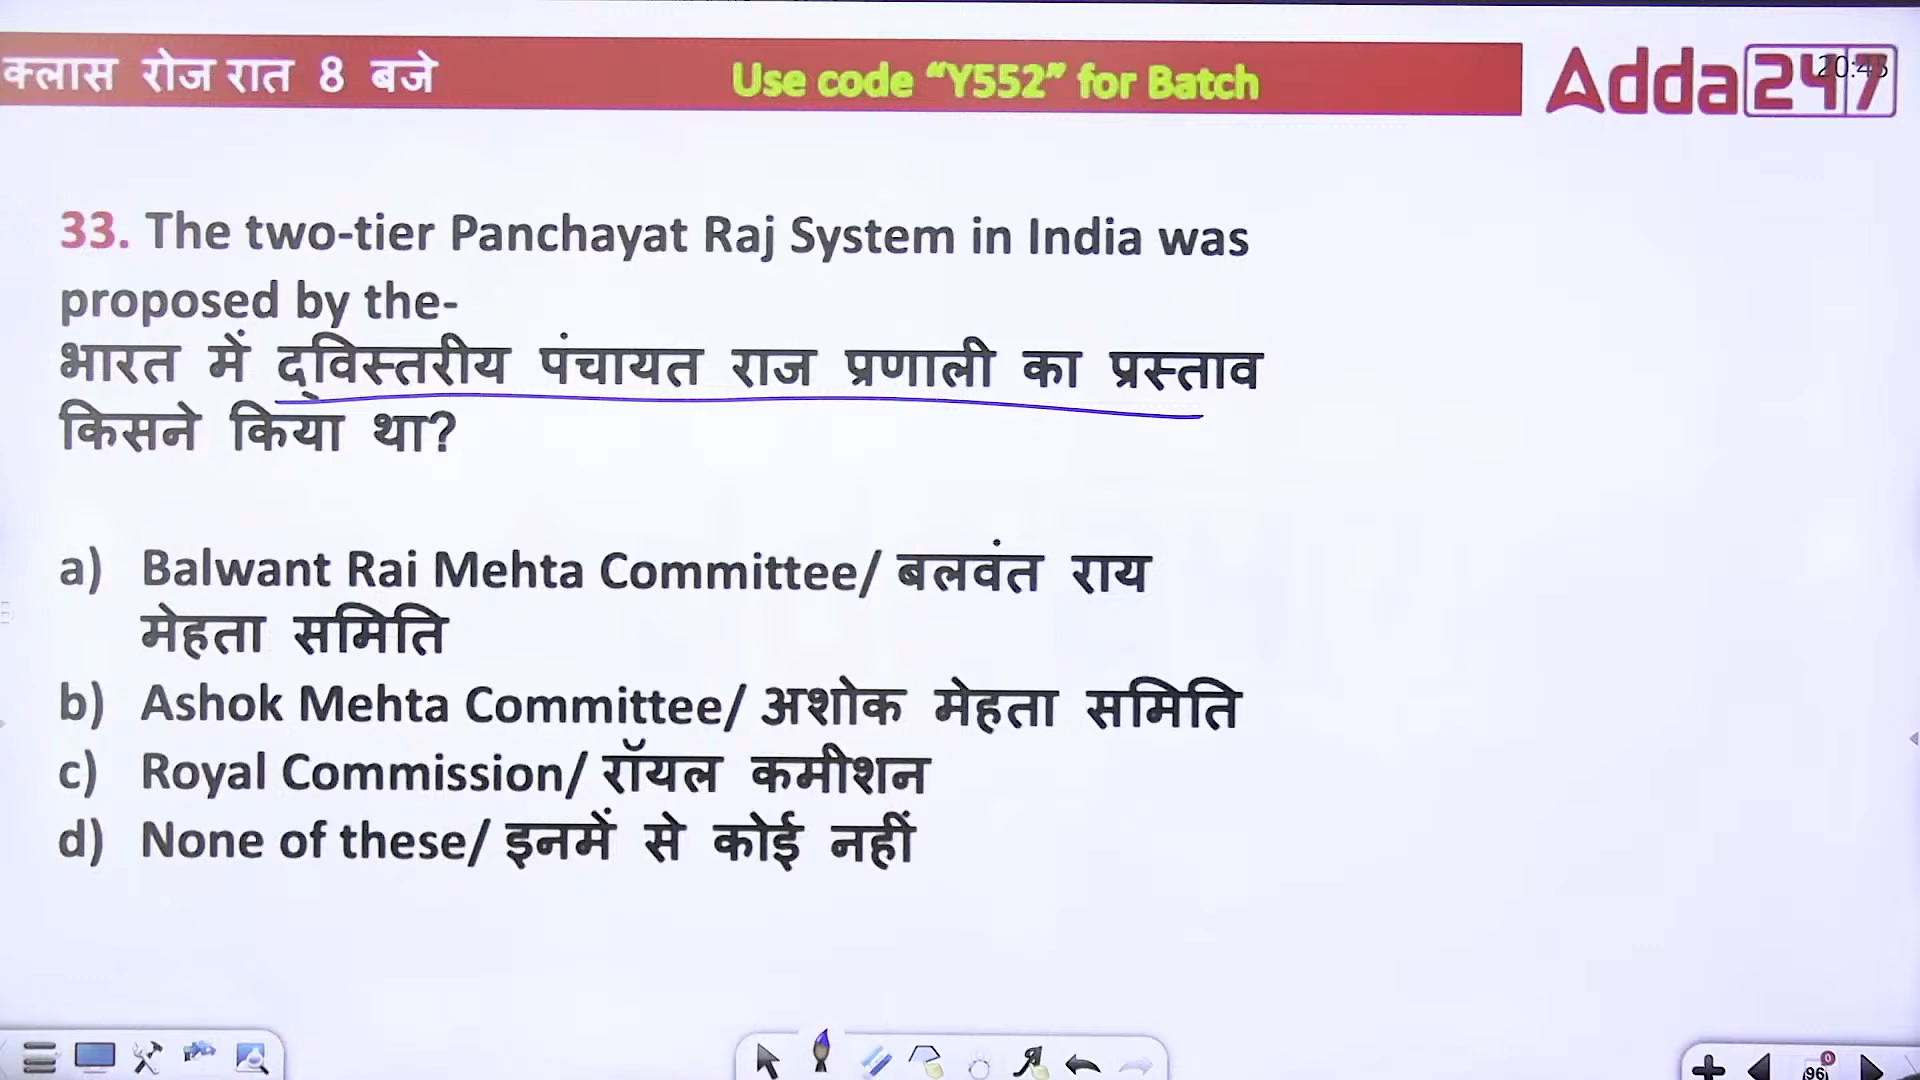 क्लास रोज रात 8 बजे
Use code “Y552” for Batch
Adda247
33. The two-tier Panchayat Raj System in India was
proposed by the-
भारत में द्विस्तरीय पंचायत राज प्रणाली का प्रस्ताव
किसने किया था?
a) Balwant Rai Mehta Committee/ बलवंत राय
मेहता समिति
b) Ashok Mehta Committee/ अशोक मेहता समिति
c) Royal Commission/ रॉयल कमीशन
d) None of these/ इनमें से कोई नहीं
96
0